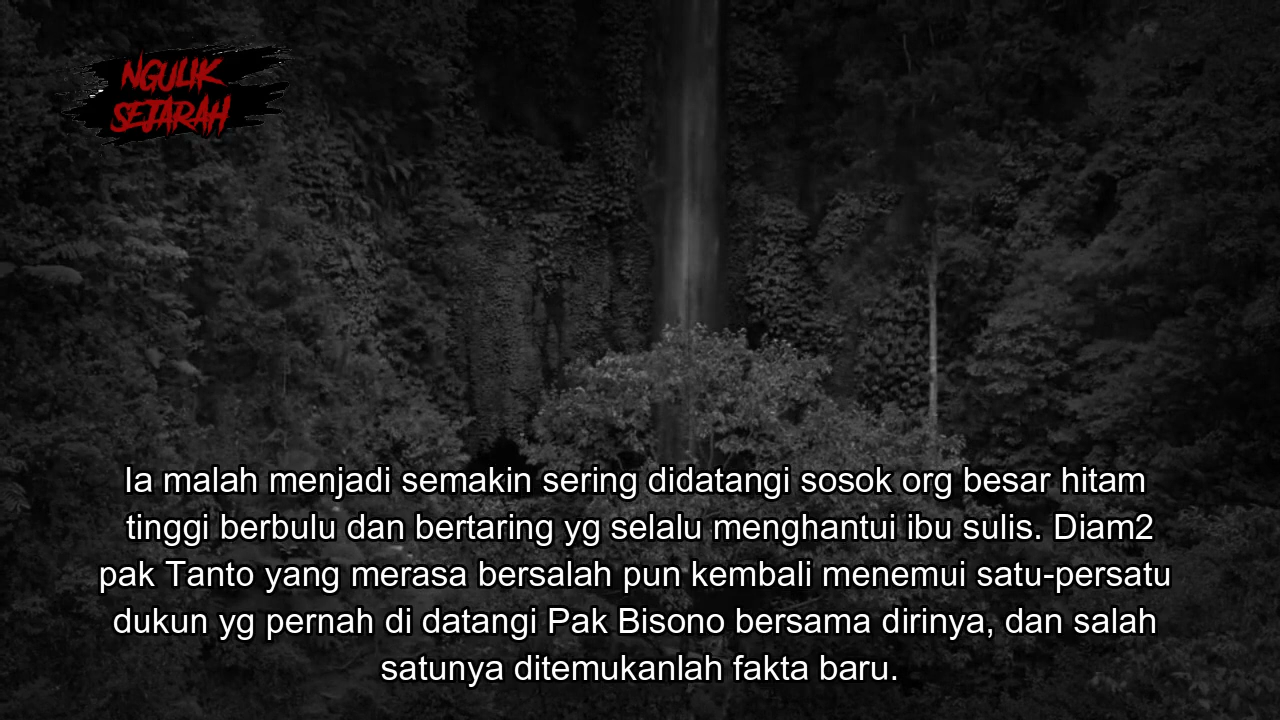 NGULIK
SEJARAH
Ia malah menjadi semakin sering didatangi sosok org besar hitam
tinggi berbulu dan bertaring yg selalu menghantui ibu sulis. Diam2
pak Tanto yang merasa bersalah pun kembali menemui satu-persatu
dukun yg pernah di datangi Pak Bisono bersama dirinya, dan salah
satunya ditemukanlah fakta baru.